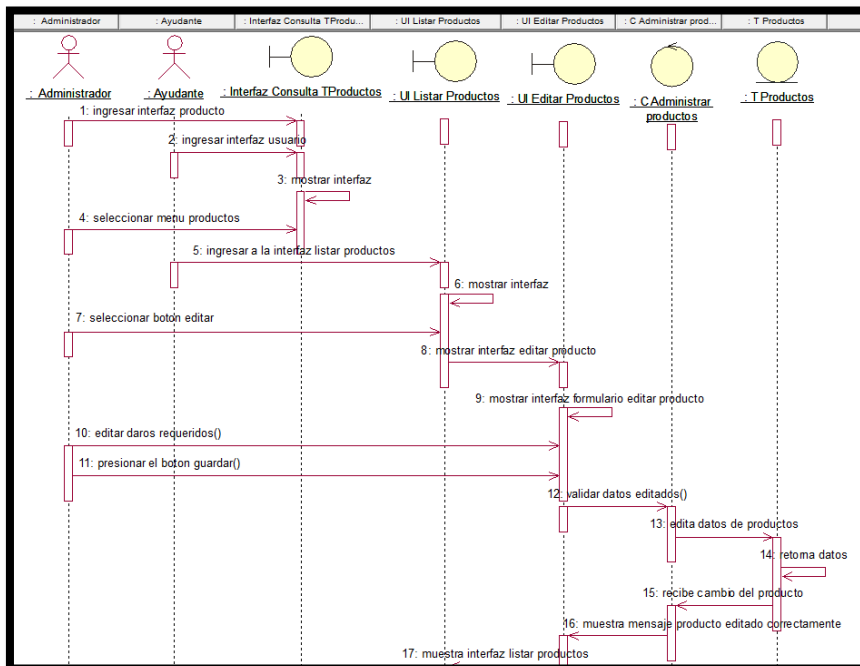 : Administrador
: Ayudante
: Interfaz Consulta TProdu...
: UI Listar Productos
: UI Editar Productos
: C Administrar prod...
: T Productos
: Administrador
: Ayudante
: Interfaz Consulta TProductos
: UI Listar Productos
: UI Editar Productos
: C Administrar
productos
: T Productos
1: ingresar interfaz producto
2: ingresar interfaz usuario
3: mostrar interfaz
4: seleccionar menu productos
5: ingresar a la interfaz listar productos
6: mostrar interfaz
7: seleccionar boton editar
8: mostrar interfaz editar producto
9: mostrar interfaz formulario editar producto
10: editar daros requeridos()
11: presionar el boton guardar()
12: validar datos editados()
13: edita datos de productos
14: retorna datos
15: recibe cambio del producto
16: muestra mensaje producto editado correctamente
17: muestra interfaz listar productos